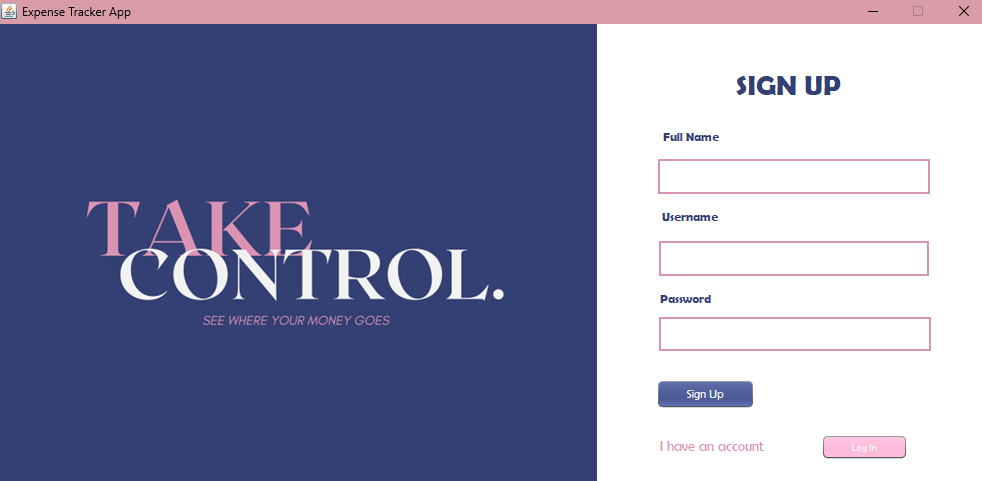 Expense Tracker App
TAKE
CONTROL.
SEE WHERE YOUR MONEY GOES
SIGN UP
Full Name
Username
Password
Sign Up
I have an account
Log In